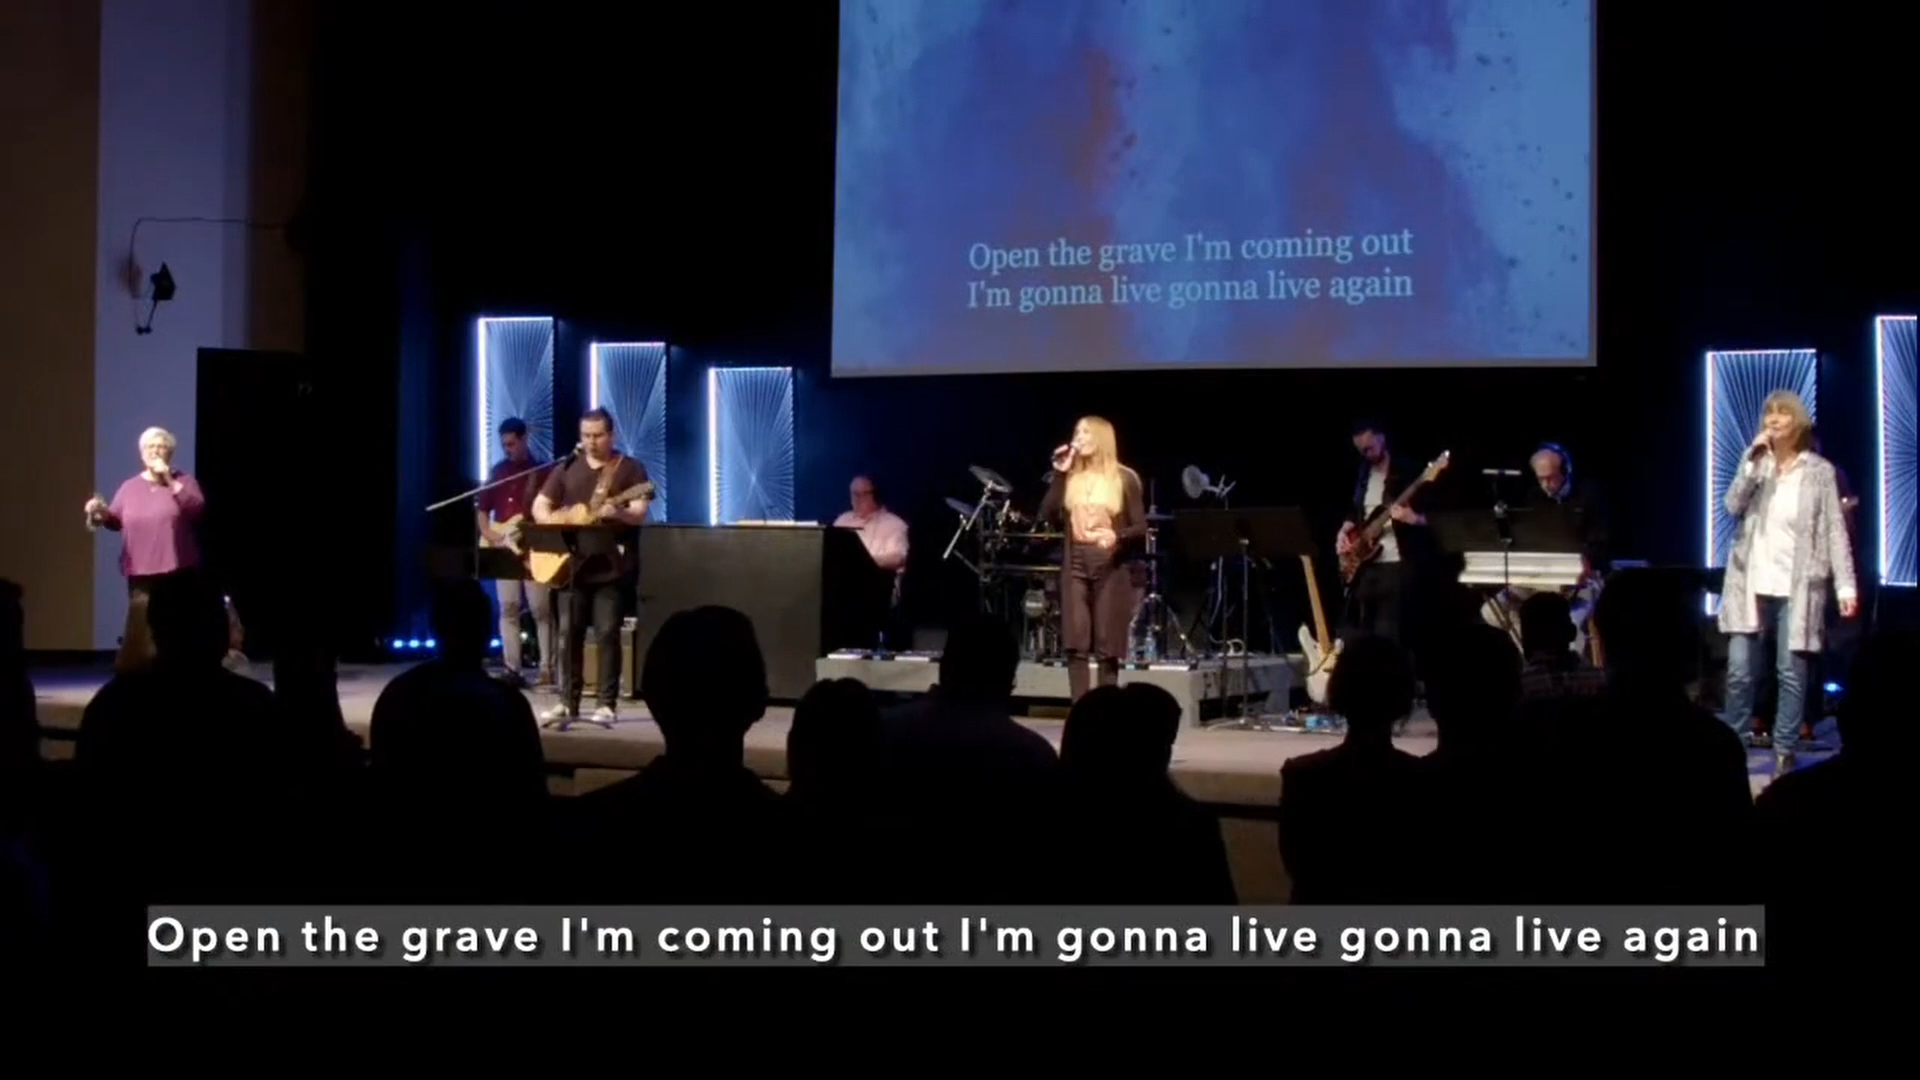 Open the grave I'm coming out
I'm gonna live gonna live again
Open the grave I'm coming out I'm gonna live gonna live again